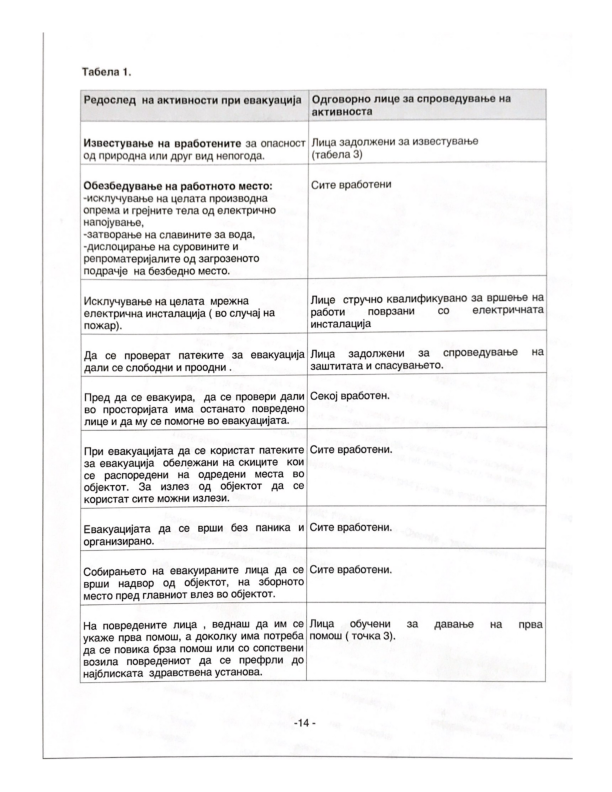 Табела 1.
Редослед на активности при евакуација
Одговорно лице за спроведување на
активноста
Известување на вработените за опасност
од природна или друг вид непогода.
Лица задолжени за известување
(табела 3)
Обезбедување на работното место:
-исклучување на целата производна
опрема и грејните тела од електрично
напојување,
-затворање на славините за вода,
-дислоцирање на суровините и
репроматеријалите од загрозеното
подрачје на безбедно место.
Сите вработени
Исклучување на целата мрежна
електрична инсталација ( во случај на
пожар).
Лице стручно квалификувано за вршење на
работи поврзани со електричната
инсталација
Да се проверат патеките за евакуација
дали се слободни и проодни .
Лица задолжени за спроведување на
заштитата и спасувањето.
Пред да се евакуира, да се провери дали
во просторијата има останато повредено
лице и да му се помогне во евакуацијата.
Секој вработен.
При евакуацијата да се користат патеките
за евакуација обележани на скиците кои
се распоредени на одредени места во
објектот. За излез од објектот да се
користат сите можни излези.
Сите вработени.
Евакуацијата да се врши без паника и
организирано.
Сите вработени.
Собирањето на евакуираните лица да се
врши надвор од објектот, на зборното
место пред главниот влез во објектот.
Сите вработени.
На повредените лица , веднаш да им се
укаже прва помош, а доколку има потреба
да се повика брза помош или со сопствени
возила повредениот да се префрли до
најблиската здравствена установа.
Лица обучени за давање на прва
помош ( точка 3).
-14 -